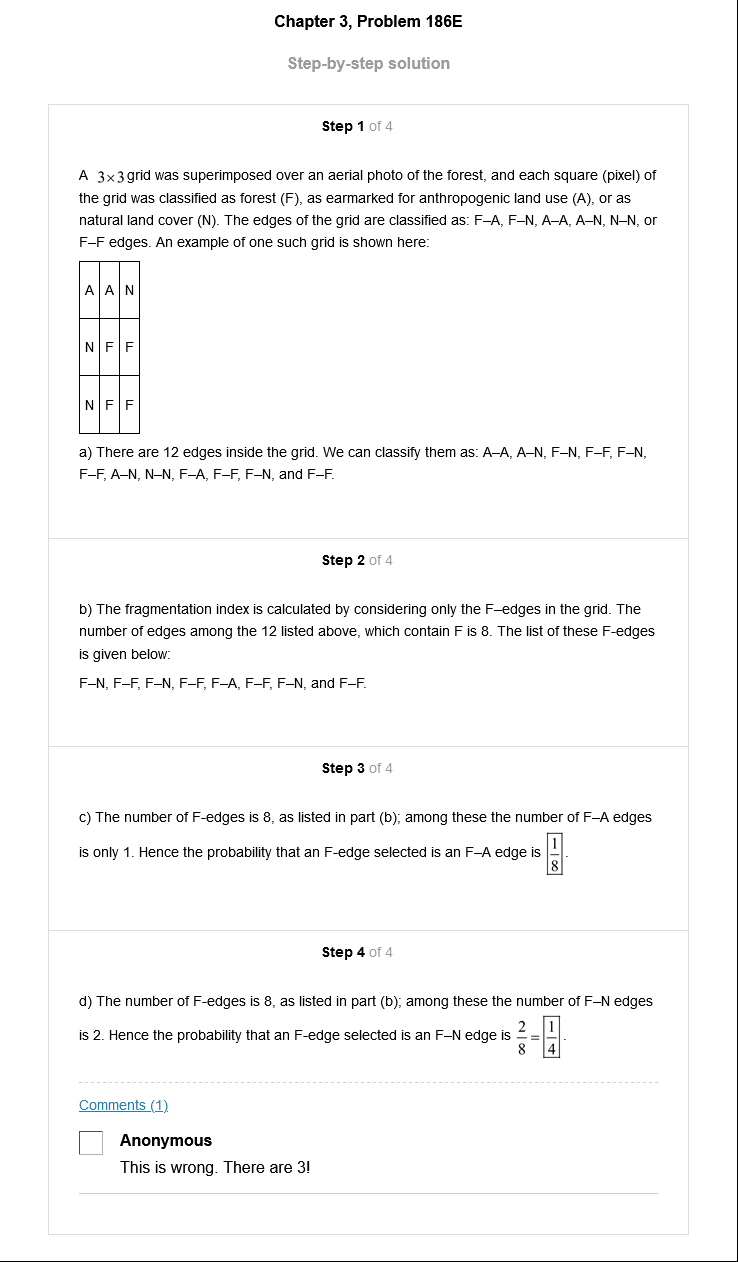 Chapter 3, Problem 186E
Step-by-step solution
Step 1 of 4
A 3×3 grid was superimposed over an aerial photo of the forest, and each square (pixel) of
the grid was classified as forest (F), as earmarked for anthropogenic land use (A), or as
natural land cover (N). The edges of the grid are classified as: F–A, F–N, A–A, A–N, N–N, or
F–F edges. An example of one such grid is shown here:
A A N
N F F
N F F
a) There are 12 edges inside the grid. We can classify them as: A–A, A–N, F–N, F–F, F–N,
F–F, A–N, N–N, F–A, F–F, F–N, and F–F.
Step 2 of 4
b) The fragmentation index is calculated by considering only the F–edges in the grid. The
number of edges among the 12 listed above, which contain F is 8. The list of these F-edges
is given below:
F–N, F–F, F–N, F–F, F–A, F–F, F–N, and F–F.
Step 3 of 4
c) The number of F-edges is 8, as listed in part (b); among these the number of F–A edges
is only 1. Hence the probability that an F-edge selected is an F–A edge is 1/8.
Step 4 of 4
d) The number of F-edges is 8, as listed in part (b); among these the number of F–N edges
is 2. Hence the probability that an F-edge selected is an F–N edge is 2/8 = 1/4.
Comments (1)
Anonymous
This is wrong. There are 3!